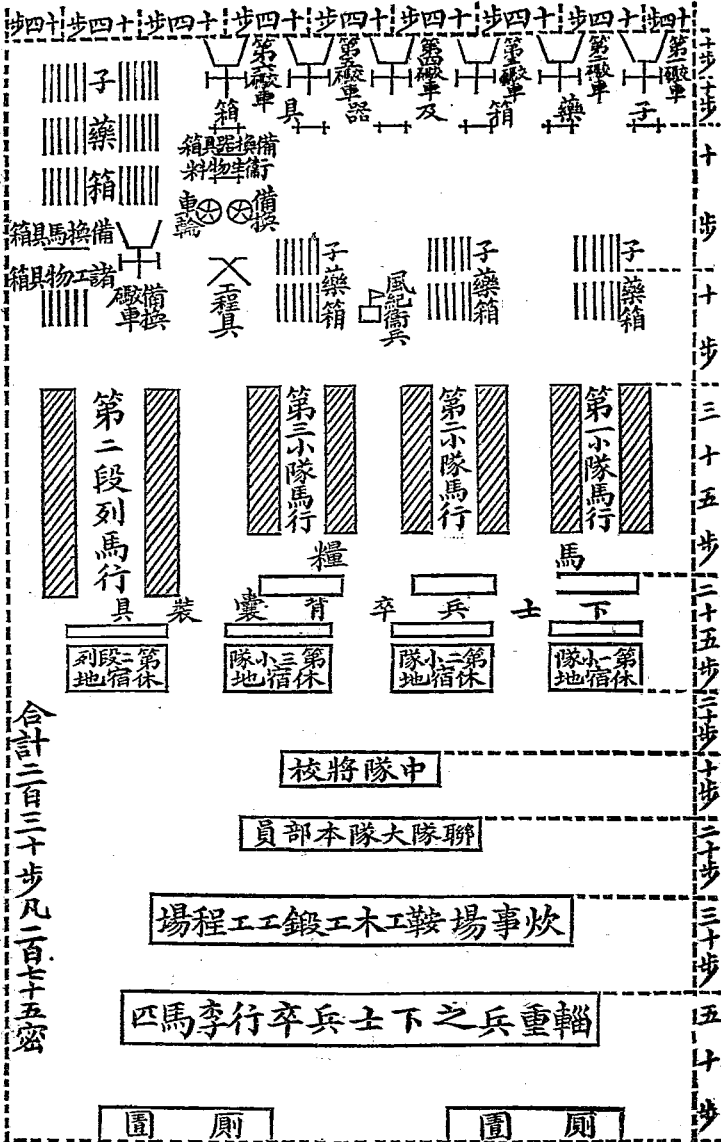 十四步 十四步 十四步 十四步 十四步 十四步 十四步
第一礮車
第二礮車
第三礮車
第四礮車
第五礮車
第六礮車
子藥箱及器具箱
十步
十步
十步
十步
三十五步
二十五步
三十步
十步
二十步
三十步
五十步
子藥箱
備換器具箱
衞生物料
備換車輪
備換馬具箱
諸工物具箱
備換礮車
工程具
子藥箱
風紀衞兵
子藥箱
子藥箱
第一小隊馬行
第二小隊馬行
第三小隊馬行
第二段列馬行
馬糧
下士兵卒背囊裝具
第一小隊休宿地
第二小隊休宿地
第三小隊休宿地
第二段列休宿地
中隊將校
聯隊大隊本部員
炊事場鞍工木工鍛工工程場
輜重兵之下士兵卒行李馬匹
廁圊
廁圊
合計二百三十步凡二百七十五密